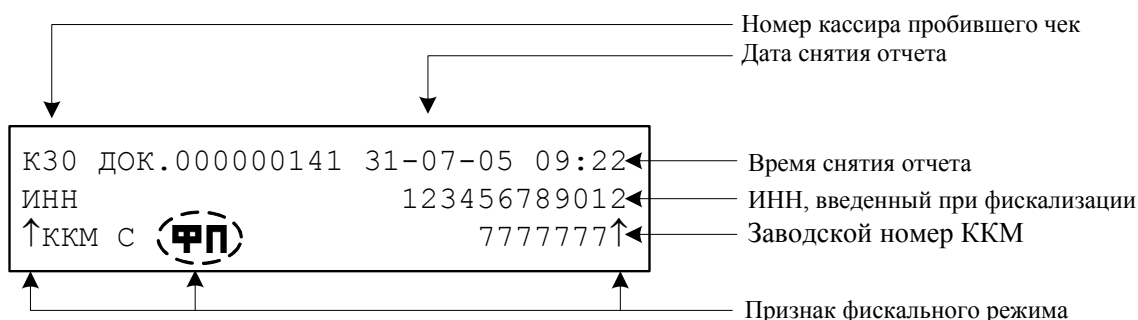 Номер кассира пробившего чек
Дата снятия отчета
К30 ДОК.000000141 31-07-05 09:22
Время снятия отчета
ИНН 123456789012
ИНН, введенный при фискализации
↑ККМ С ФП 7777777↑
Заводской номер ККМ
Признак фискального режима